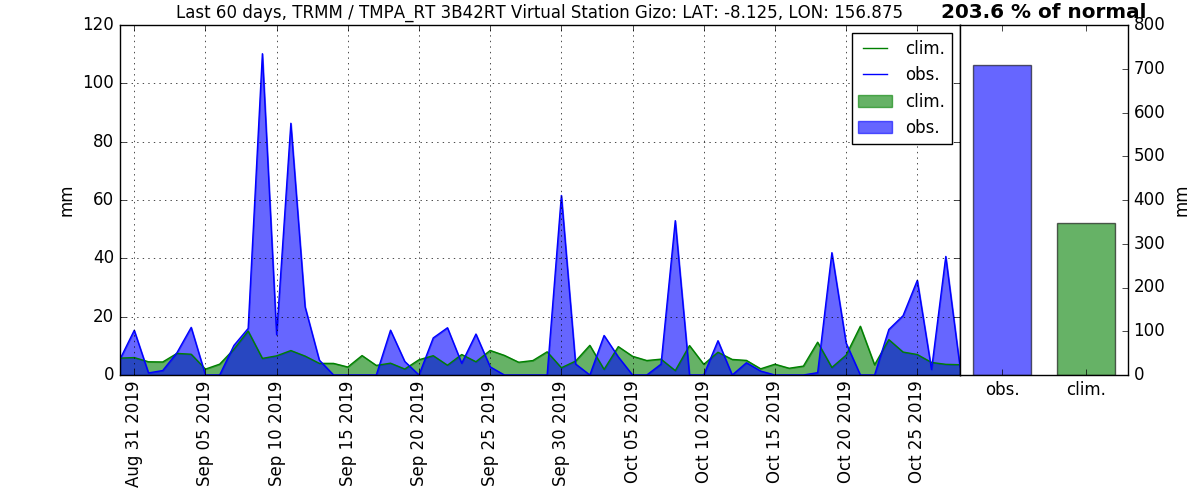 Last 60 days, TRMM / TMPA_RT 3B42RT Virtual Station Gizo: LAT: -8.125, LON: 156.875
203.6 % of normal
120
100
80
60
40
20
0
mm
clim.
obs.
clim.
obs.
800
700
600
500
400
300
200
100
0
mm
Aug 31 2019
Sep 05 2019
Sep 10 2019
Sep 15 2019
Sep 20 2019
Sep 25 2019
Sep 30 2019
Oct 05 2019
Oct 10 2019
Oct 15 2019
Oct 20 2019
Oct 25 2019
obs.
clim.